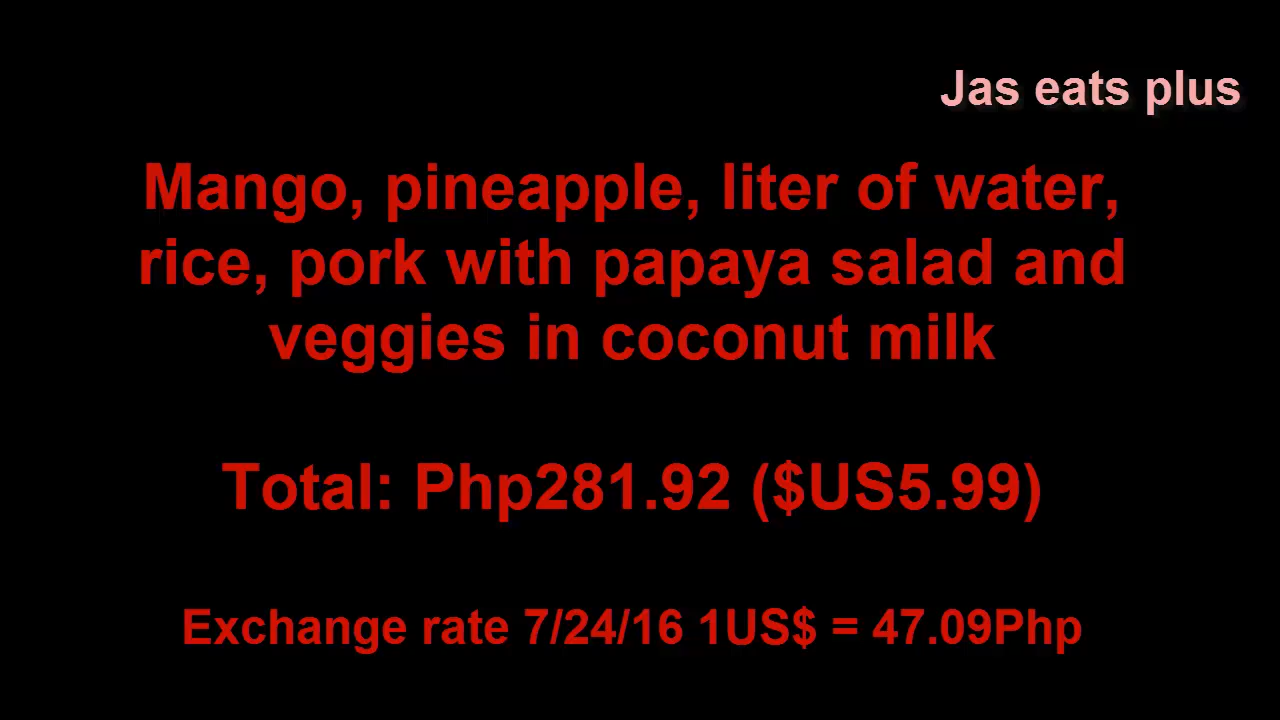 Jas eats plus
Mango, pineapple, liter of water,
rice, pork with papaya salad and
veggies in coconut milk
Total: Php281.92 ($US5.99)
Exchange rate 7/24/16 1US$ = 47.09Php